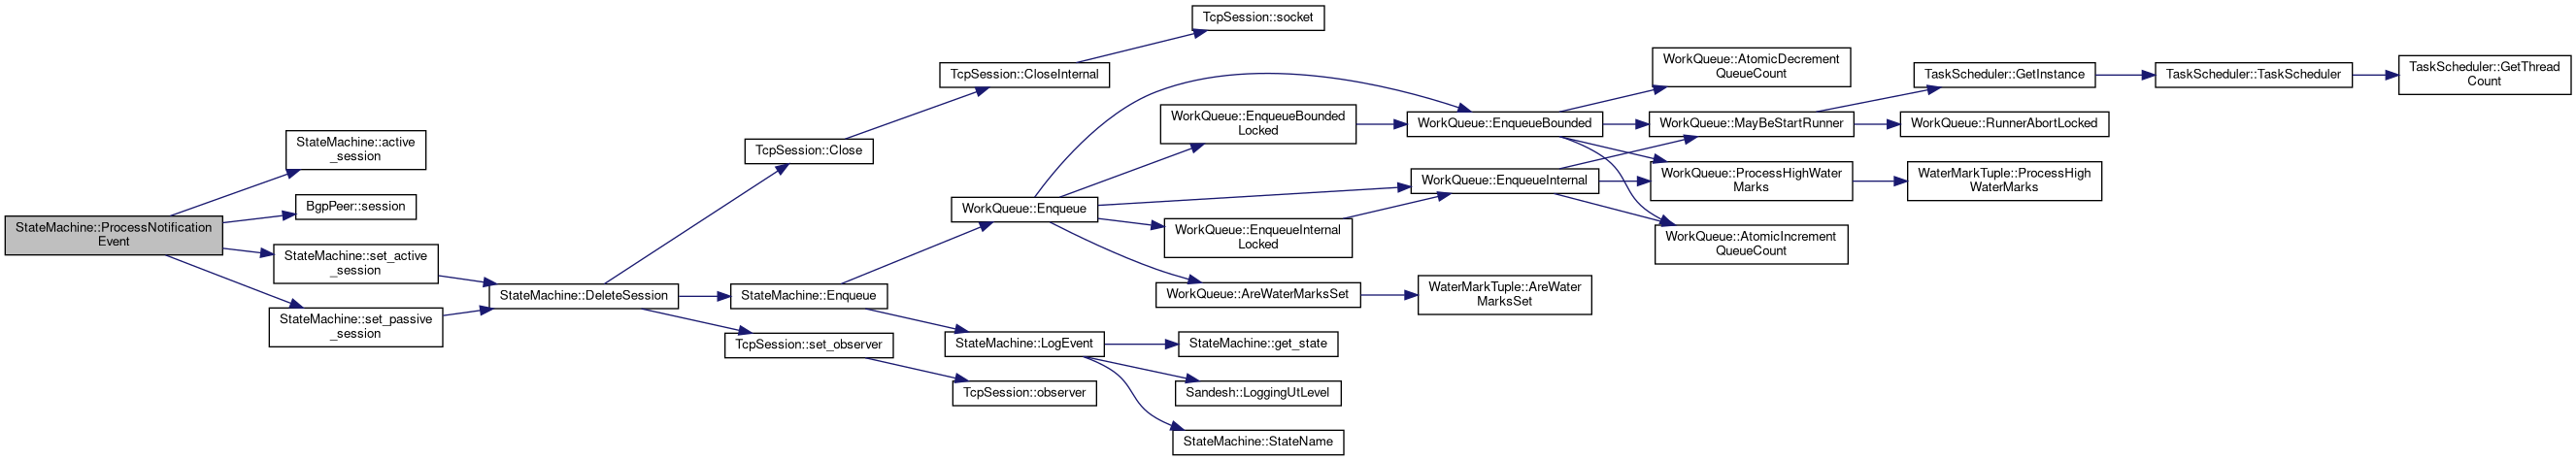 StateMachine::ProcessNotification
Event
StateMachine::active
_session
BgpPeer::session
StateMachine::set_active
_session
StateMachine::set_passive
_session
StateMachine::DeleteSession
TcpSession::Close
StateMachine::Enqueue
TcpSession::set_observer
TcpSession::CloseInternal
TcpSession::socket
WorkQueue::Enqueue
StateMachine::LogEvent
TcpSession::observer
WorkQueue::EnqueueBounded
Locked
WorkQueue::EnqueueInternal
Locked
WorkQueue::AreWaterMarksSet
StateMachine::get_state
Sandesh::LoggingUtLevel
StateMachine::StateName
WorkQueue::EnqueueBounded
WorkQueue::EnqueueInternal
WaterMarkTuple::AreWater
MarksSet
WorkQueue::AtomicDecrement
QueueCount
WorkQueue::MayBeStartRunner
WorkQueue::ProcessHighWater
Marks
WorkQueue::AtomicIncrement
QueueCount
TaskScheduler::GetInstance
WorkQueue::RunnerAbortLocked
WaterMarkTuple::ProcessHigh
WaterMarks
TaskScheduler::TaskScheduler
TaskScheduler::GetThread
Count